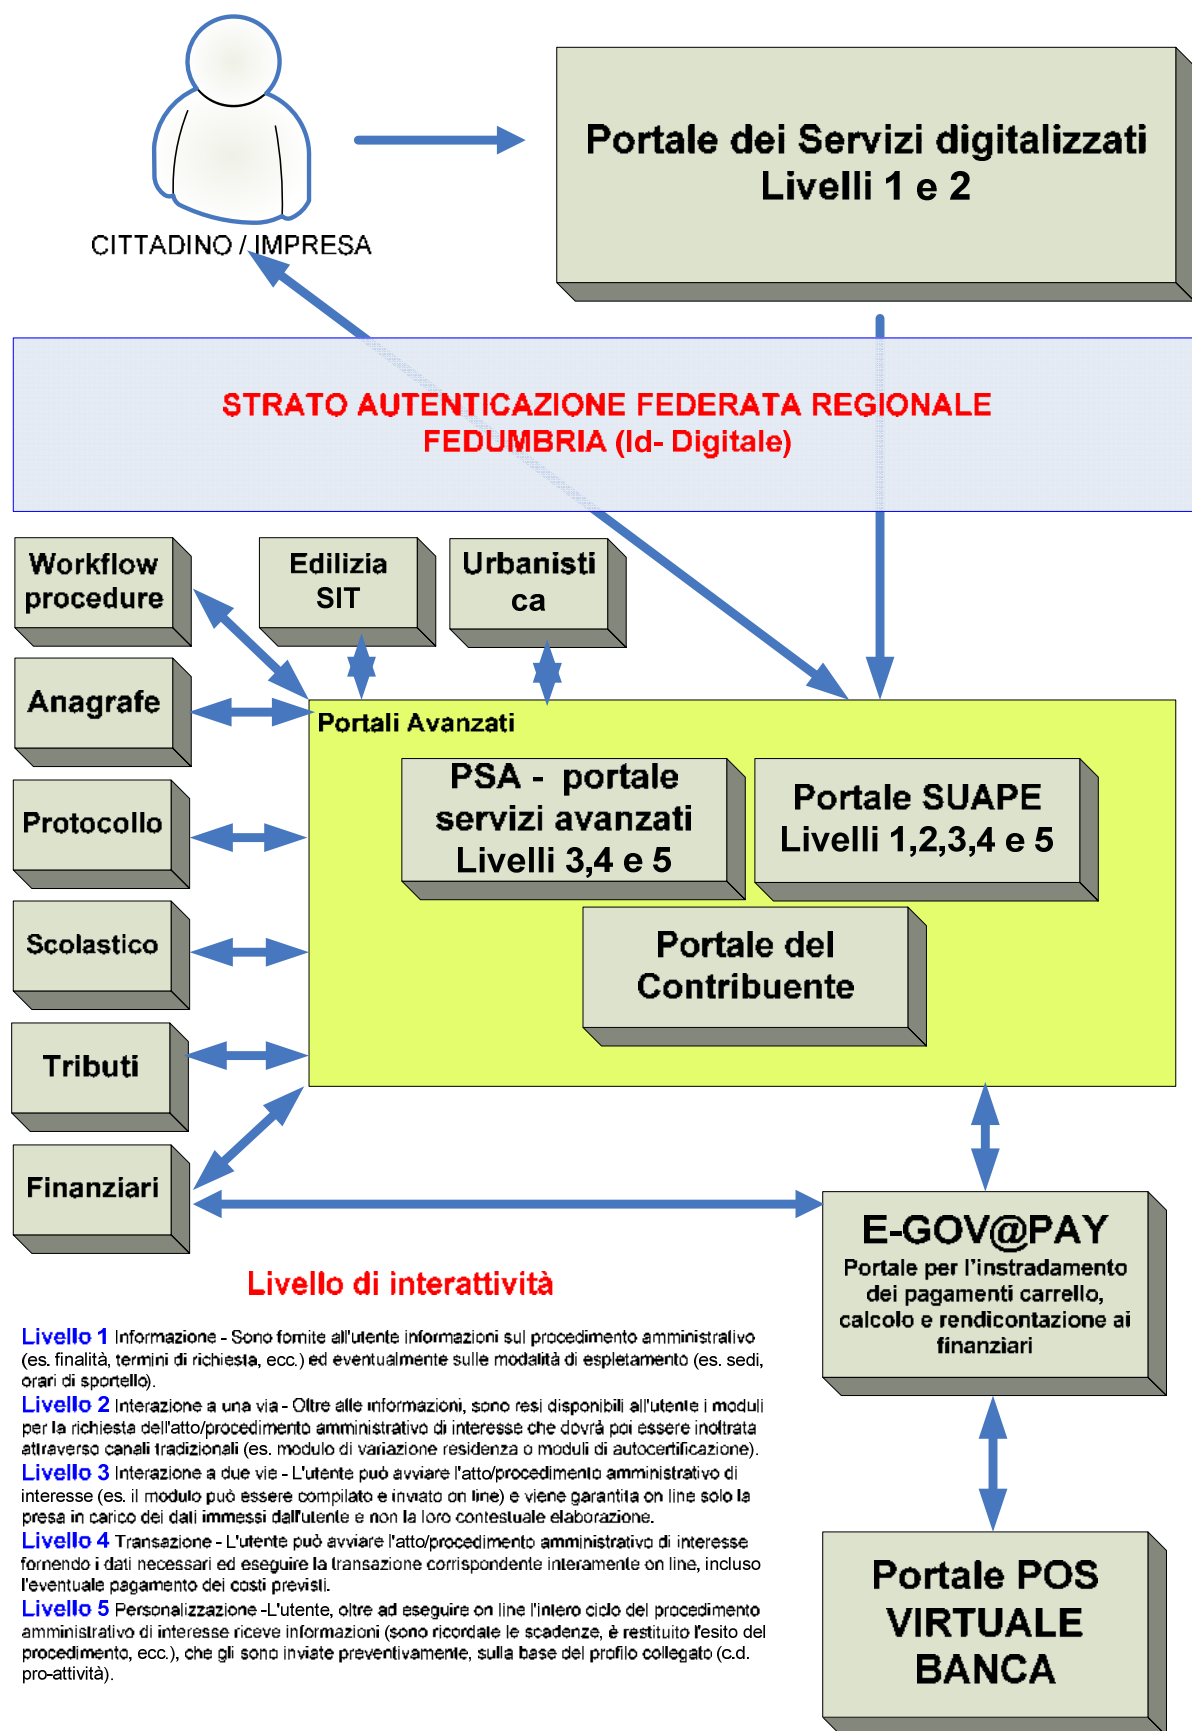 CITTADINO / IMPRESA
Portale dei Servizi digitalizzati
Livelli 1 e 2
STRATO AUTENTICAZIONE FEDERATA REGIONALE
FEDUMBRIA (Id- Digitale)
Workflow
procedure
Edilizia
SIT
Urbanisti
ca
Anagrafe
Protocollo
Scolastico
Tributi
Finanziari
Portali Avanzati
PSA - portale
servizi avanzati
Livelli 3,4 e 5
Portale SUAPE
Livelli 1,2,3,4 e 5
Portale del
Contribuente
E-GOV@PAY
Portale per l'instradamento
dei pagamenti carrello,
calcolo e rendicontazione ai
finanziari
Portale POS
VIRTUALE
BANCA
Livello di interattività
Livello 1 Informazione - Sono fornite all'utente informazioni sul procedimento amministrativo
(es. finalità, termini di richiesta, ecc.) ed eventualmente sulle modalità di espletamento (es. sedi,
orari di sportello).
Livello 2 Interazione a una via - Oltre alle informazioni, sono resi disponibili all'utente i moduli
per la richiesta dell'atto/procedimento amministrativo di interesse che dovrà poi essere inoltrata
attraverso canali tradizionali (es. modulo di variazione residenza o moduli di autocertificazione).
Livello 3 Interazione a due vie - L'utente può avviare l'atto/procedimento amministrativo di
interesse (es. il modulo può essere compilato e inviato on line) e viene garantita on line solo la
presa in carico dei dati immessi dall'utente e non la loro contestuale elaborazione.
Livello 4 Transazione - L'utente può avviare l'atto/procedimento amministrativo di interesse
fornendo i dati necessari ed eseguire la transazione corrispondente interamente on line, incluso
l'eventuale pagamento dei costi previsti.
Livello 5 Personalizzazione -L'utente, oltre ad eseguire on line l'intero ciclo del procedimento
amministrativo di interesse riceve informazioni (sono ricordate le scadenze, è restituito l'esito del
procedimento, ecc.), che gli sono inviate preventivamente, sulla base del profilo collegato (c.d.
pro-attività).